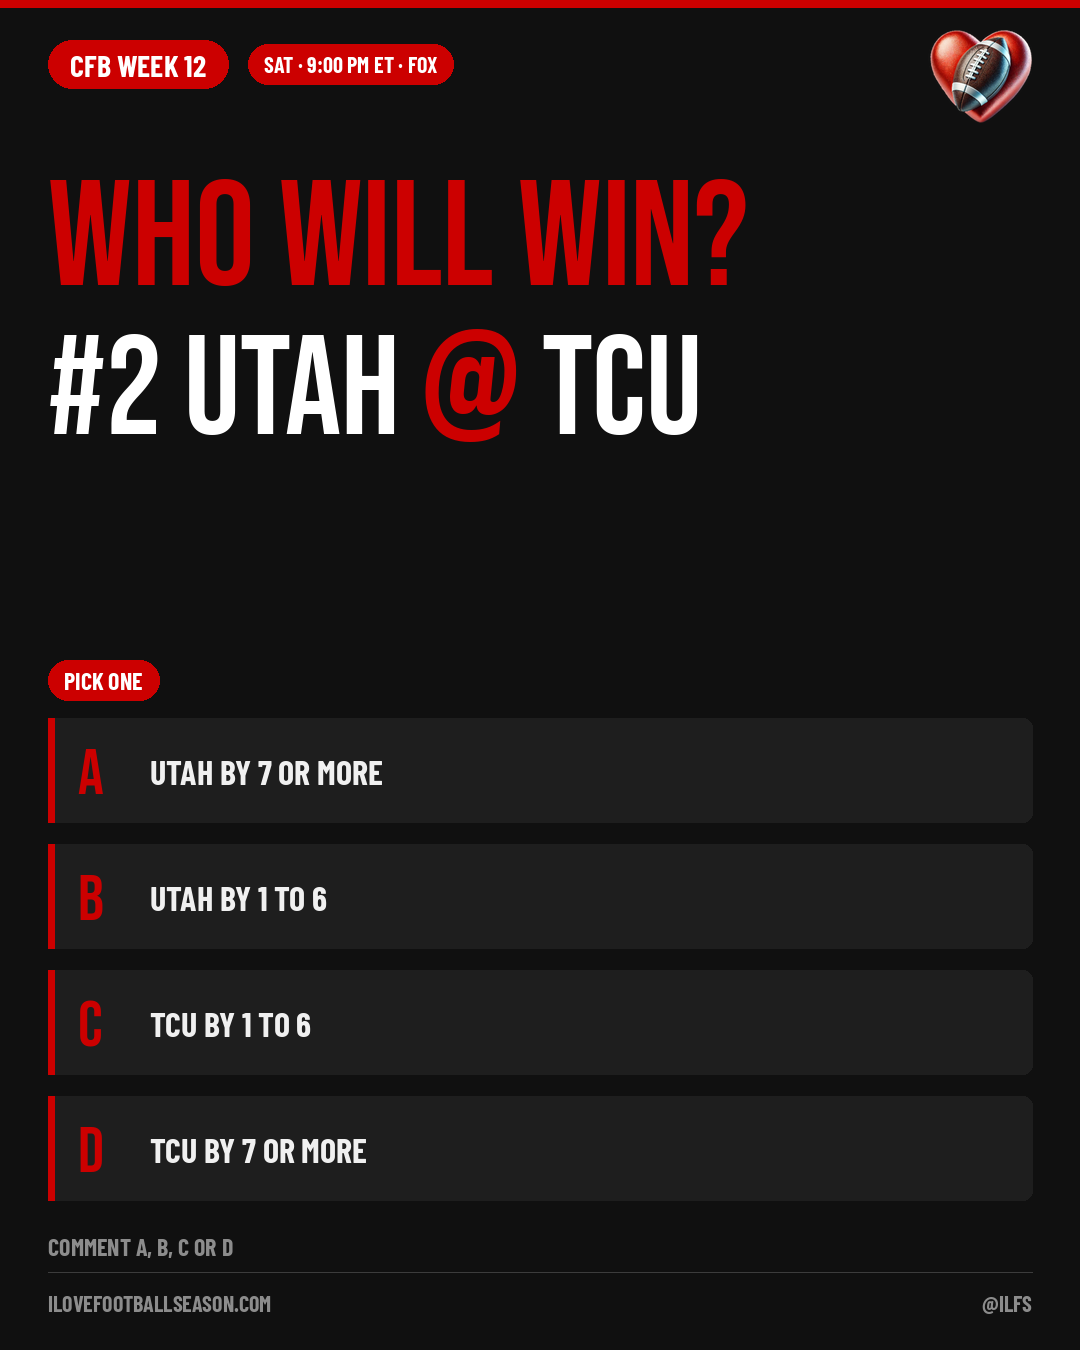 CFB WEEK 12
SAT · 9:00 PM ET · FOX
WHO WILL WIN?
#2 UTAH @ TCU
PICK ONE
A UTAH BY 7 OR MORE
B UTAH BY 1 TO 6
C TCU BY 1 TO 6
D TCU BY 7 OR MORE
COMMENT A, B, C OR D
ILOVEFOOTBALLSEASON.COM
@ILFS